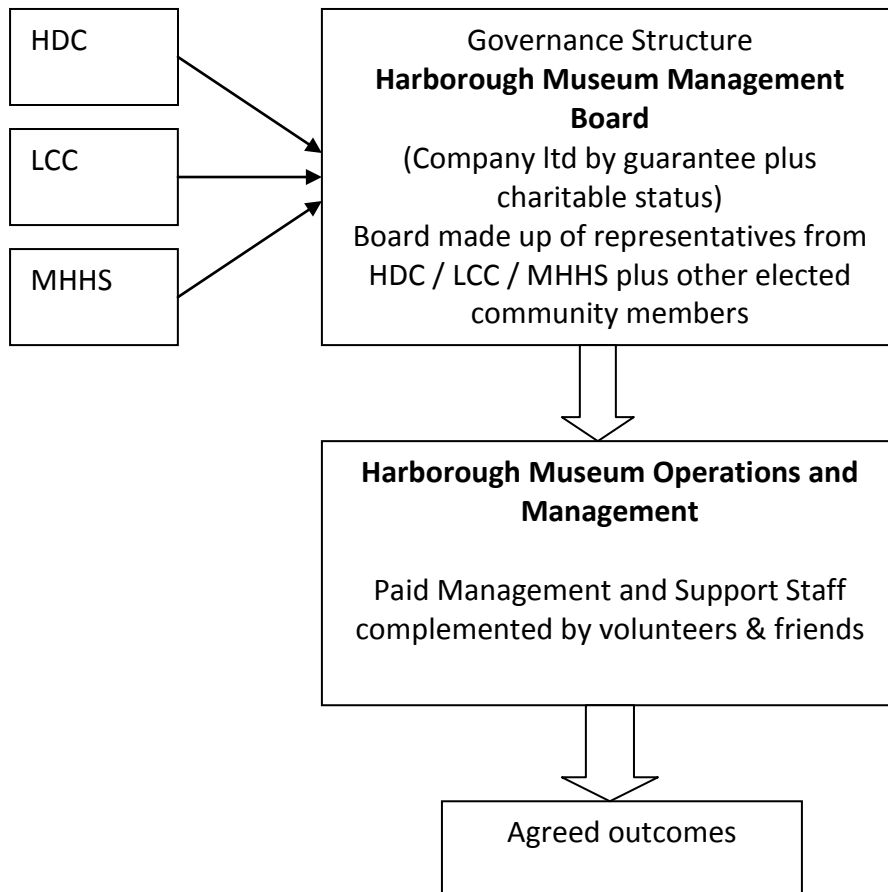 HDC
LCC
MHHS
Governance Structure
Harborough Museum Management
Board
(Company ltd by guarantee plus
charitable status)
Board made up of representatives from
HDC / LCC / MHHS plus other elected
community members
Harborough Museum Operations and
Management
Paid Management and Support Staff
complemented by volunteers & friends
Agreed outcomes